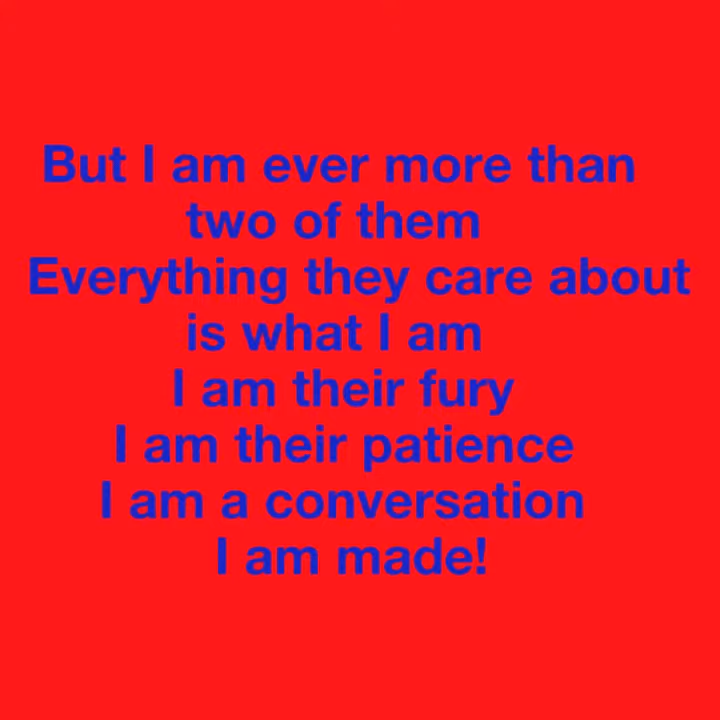 But I am ever more than
two of them
Everything they care about
is what I am
I am their fury
I am their patience
I am a conversation
I am made!